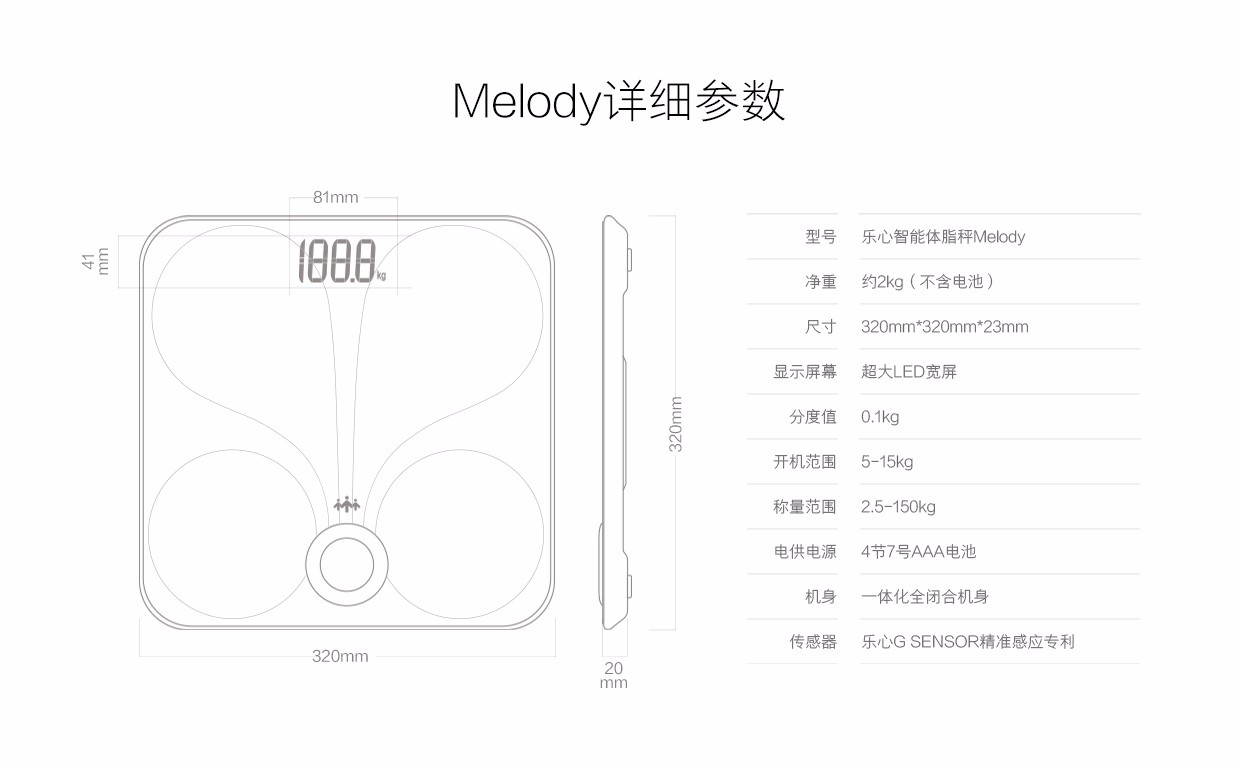 Melody详细参数
81mm
41
mm
188.8kg
320mm
320mm
20
mm
型号 乐心智能体脂秤Melody
净重 约2kg（不含电池）
尺寸 320mm*320mm*23mm
显示屏幕 超大LED宽屏
分度值 0.1kg
开机范围 5-15kg
称量范围 2.5-150kg
电供电源 4节7号AAA电池
机身 一体化全闭合机身
传感器 乐心G SENSOR精准感应专利